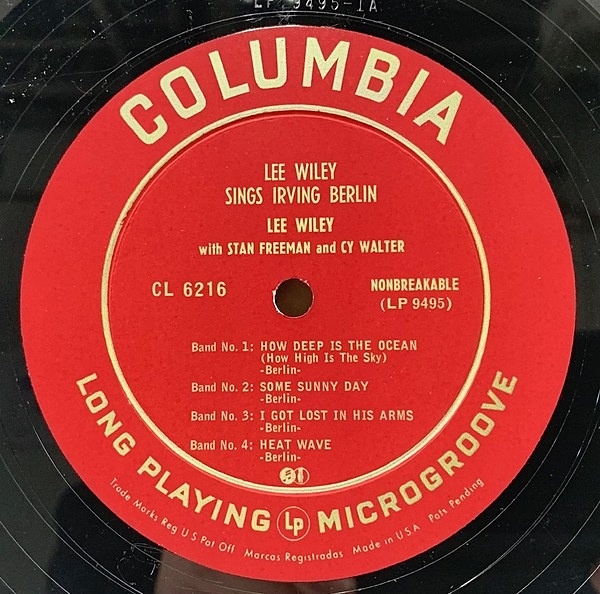 LP 9495-1A
COLUMBIA
LEE WILEY
SINGS IRVING BERLIN
LEE WILEY
with STAN FREEMAN and CY WALTER
CL 6216
NONBREAKABLE
(LP 9495)
Band No. 1: HOW DEEP IS THE OCEAN
(How High Is The Sky)
-Berlin-
Band No. 2: SOME SUNNY DAY
-Berlin-
Band No. 3: I GOT LOST IN HIS ARMS
-Berlin-
Band No. 4: HEAT WAVE
-Berlin-
LONG PLAYING Lp MICROGROOVE
Trade Marks Reg U S Pat Off Marcas Registradas Made in U S A Pats Pending